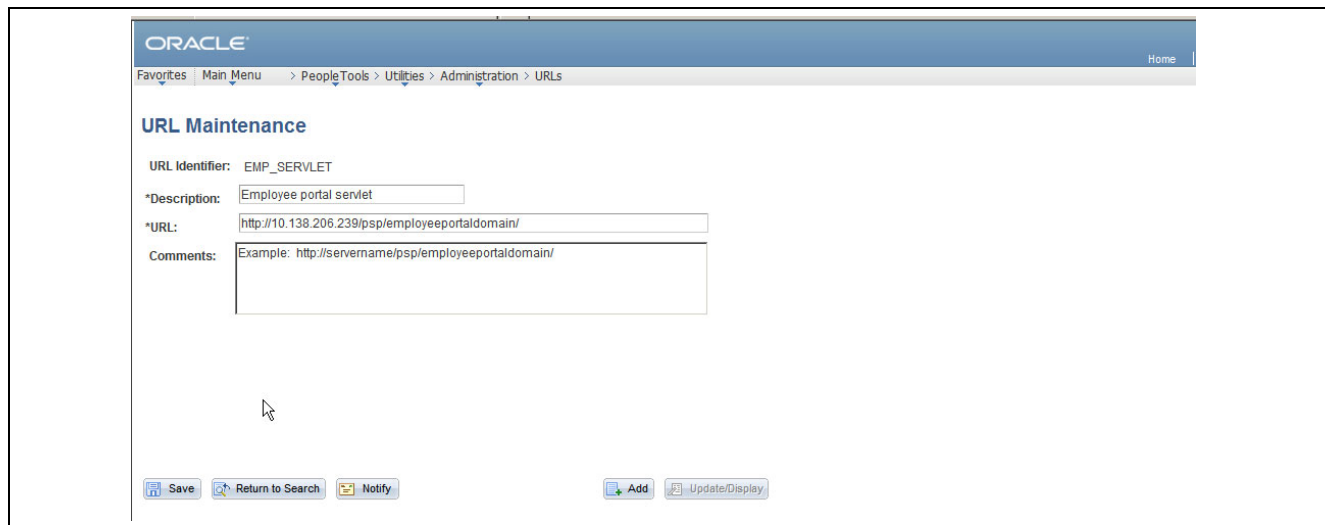 ORACLE
Home
Favorites Main Menu > PeopleTools > Utilities > Administration > URLs
URL Maintenance
URL Identifier: EMP_SERVLET
*Description: Employee portal servlet
*URL: http://10.138.206.239/psp/employeeportaldomain/
Comments: Example: http://servername/psp/employeeportaldomain/
Save Return to Search Notify Add Update/Display